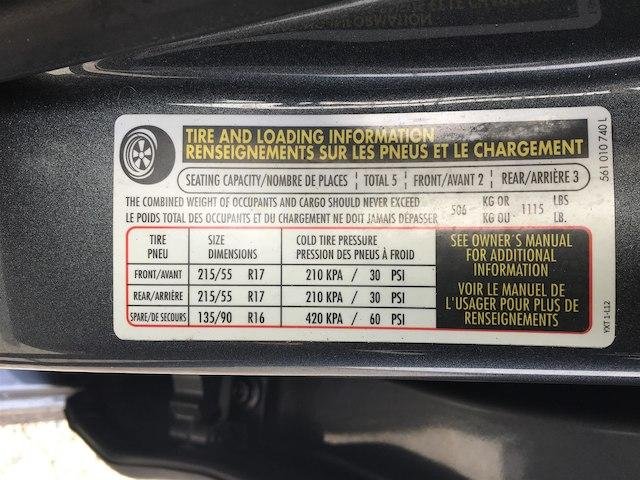 TIRE AND LOADING INFORMATION
RENSEIGNEMENTS SUR LES PNEUS ET LE CHARGEMENT
SEATING CAPACITY/NOMBRE DE PLACES | TOTAL 5 | FRONT/AVANT 2 | REAR/ARRIÈRE 3
THE COMBINED WEIGHT OF OCCUPANTS AND CARGO SHOULD NEVER EXCEED
LE POIDS TOTAL DES OCCUPANTS ET DU CHARGEMENT NE DOIT JAMAIS DÉPASSER
506 KG OR 1115 LBS
KG OU LB.
TIRE SIZE COLD TIRE PRESSURE
PNEU DIMENSIONS PRESSION DES PNEUS À FROID
FRONT/AVANT 215/55 R17 210 KPA / 30 PSI
REAR/ARRIÈRE 215/55 R17 210 KPA / 30 PSI
SPARE/DE SECOURS 135/90 R16 420 KPA / 60 PSI
SEE OWNER'S MANUAL
FOR ADDITIONAL
INFORMATION
VOIR LE MANUEL DE
L'USAGER POUR PLUS DE
RENSEIGNEMENTS
561 010 740 L
YXT 1-L12